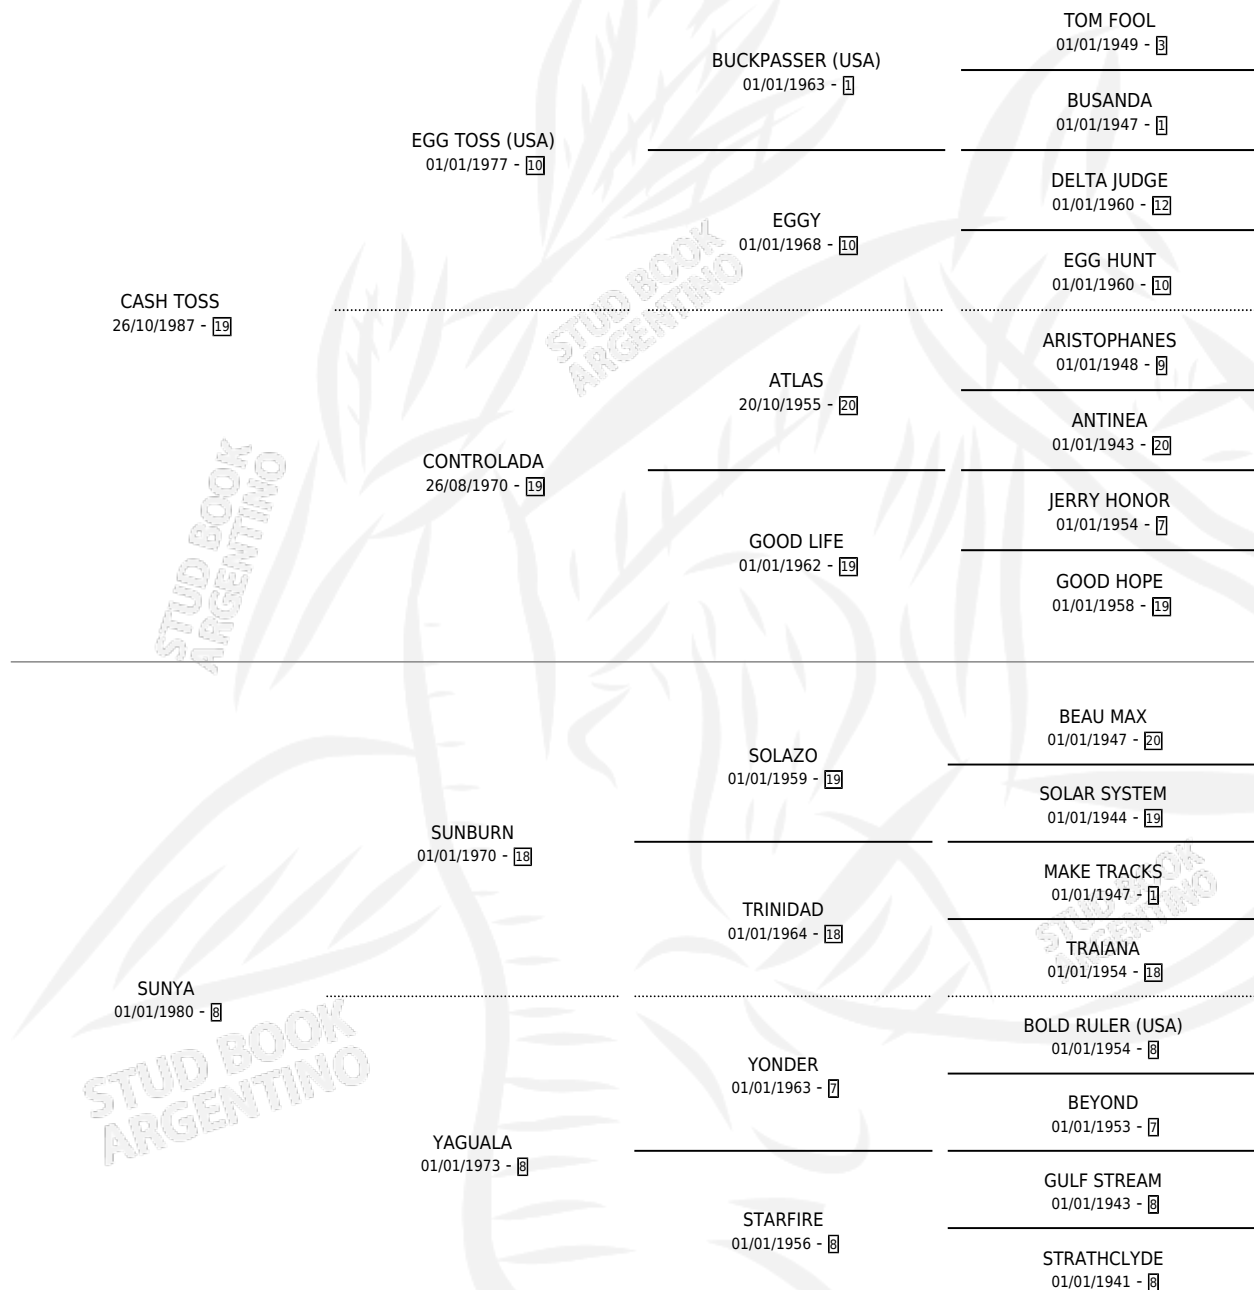 TOM FOOL
01/01/1949 - 3
BUCKPASSER (USA)
01/01/1963 - 1
BUSANDA
01/01/1947 - 1
EGG TOSS (USA)
01/01/1977 - 10
DELTA JUDGE
01/01/1960 - 12
EGGY
01/01/1968 - 10
EGG HUNT
01/01/1960 - 10
CASH TOSS
26/10/1987 - 19
STUD BOOK
ARGENTINO
ARISTOPHANES
01/01/1948 - 9
ATLAS
20/10/1955 - 20
ANTINEA
01/01/1943 - 20
CONTROLADA
26/08/1970 - 19
JERRY HONOR
01/01/1954 - 7
GOOD LIFE
01/01/1962 - 19
GOOD HOPE
01/01/1958 - 19
STUD BOOK
ARGENTINO
BEAU MAX
01/01/1947 - 20
SOLAZO
01/01/1959 - 19
SOLAR SYSTEM
01/01/1944 - 19
SUNBURN
01/01/1970 - 18
MAKE TRACKS
01/01/1947 - 1
TRINIDAD
01/01/1964 - 18
STUD BOOK
ARGENTINO
TRAIANA
01/01/1954 - 18
SUNYA
01/01/1980 - 8
BOLD RULER (USA)
01/01/1954 - 8
STUD BOOK
ARGENTINO
YONDER
01/01/1963 - 7
BEYOND
01/01/1953 - 7
YAGUALA
01/01/1973 - 8
GULF STREAM
01/01/1943 - 8
STARFIRE
01/01/1956 - 8
STRATHCLYDE
01/01/1941 - 8